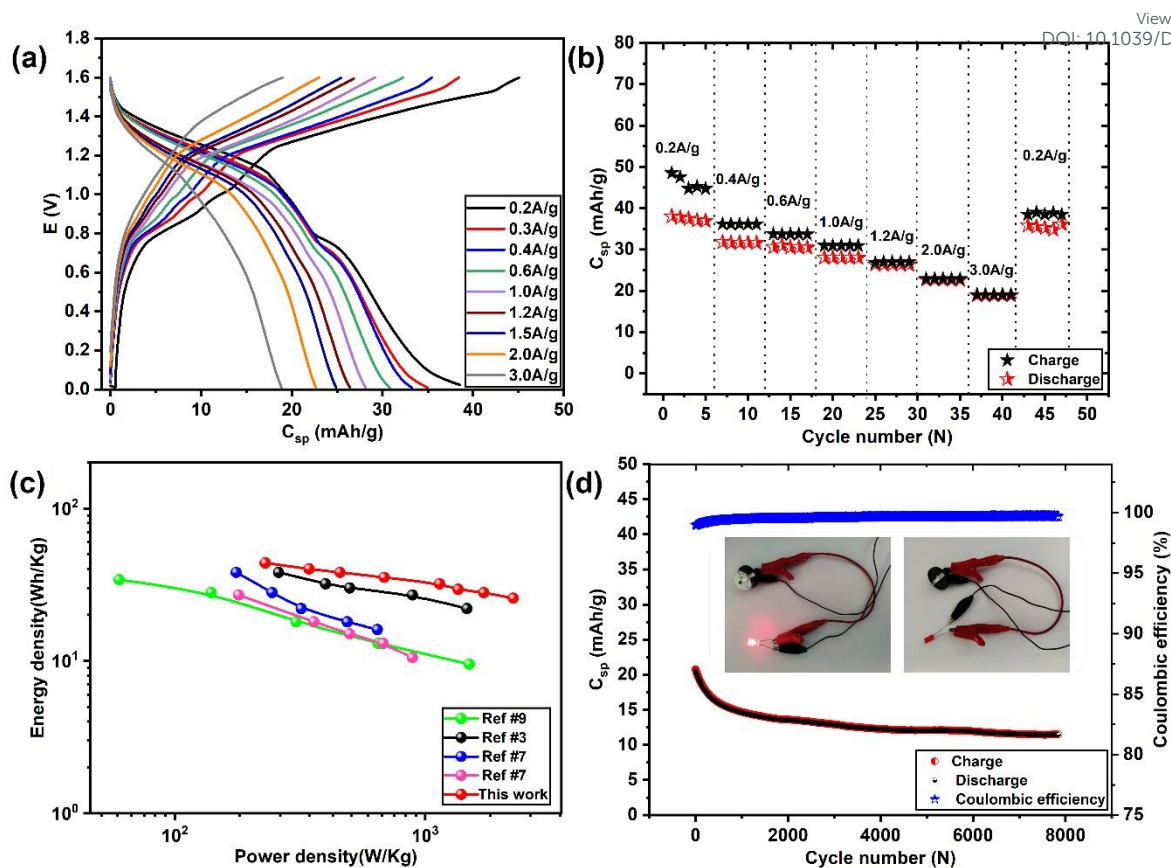 View
DOI: 10.1039/D
(a)
1.8
1.6
1.4
1.2
1.0
0.8
0.6
0.4
0.2
0.0
E (V)
0.2A/g
0.3A/g
0.4A/g
0.6A/g
1.0A/g
1.2A/g
1.5A/g
2.0A/g
3.0A/g
0 10 20 30 40 50
Csp (mAh/g)
(b)
80
70
60
50
40
30
20
10
0
Csp (mAh/g)
0.2A/g
0.4A/g
0.6A/g
1.0A/g
1.2A/g
2.0A/g
3.0A/g
0.2A/g
Charge
Discharge
0 5 10 15 20 25 30 35 40 45 50
Cycle number (N)
(c)
10²
10¹
10⁰
Energy density(Wh/Kg)
Ref #9
Ref #3
Ref #7
Ref #7
This work
10² 10³
Power density(W/Kg)
(d)
50
45
40
35
30
25
20
15
10
5
0
Csp (mAh/g)
100
95
90
85
80
75
Coulombic efficiency (%)
Charge
Discharge
Coulombic efficiency
0 2000 4000 6000 8000
Cycle number (N)